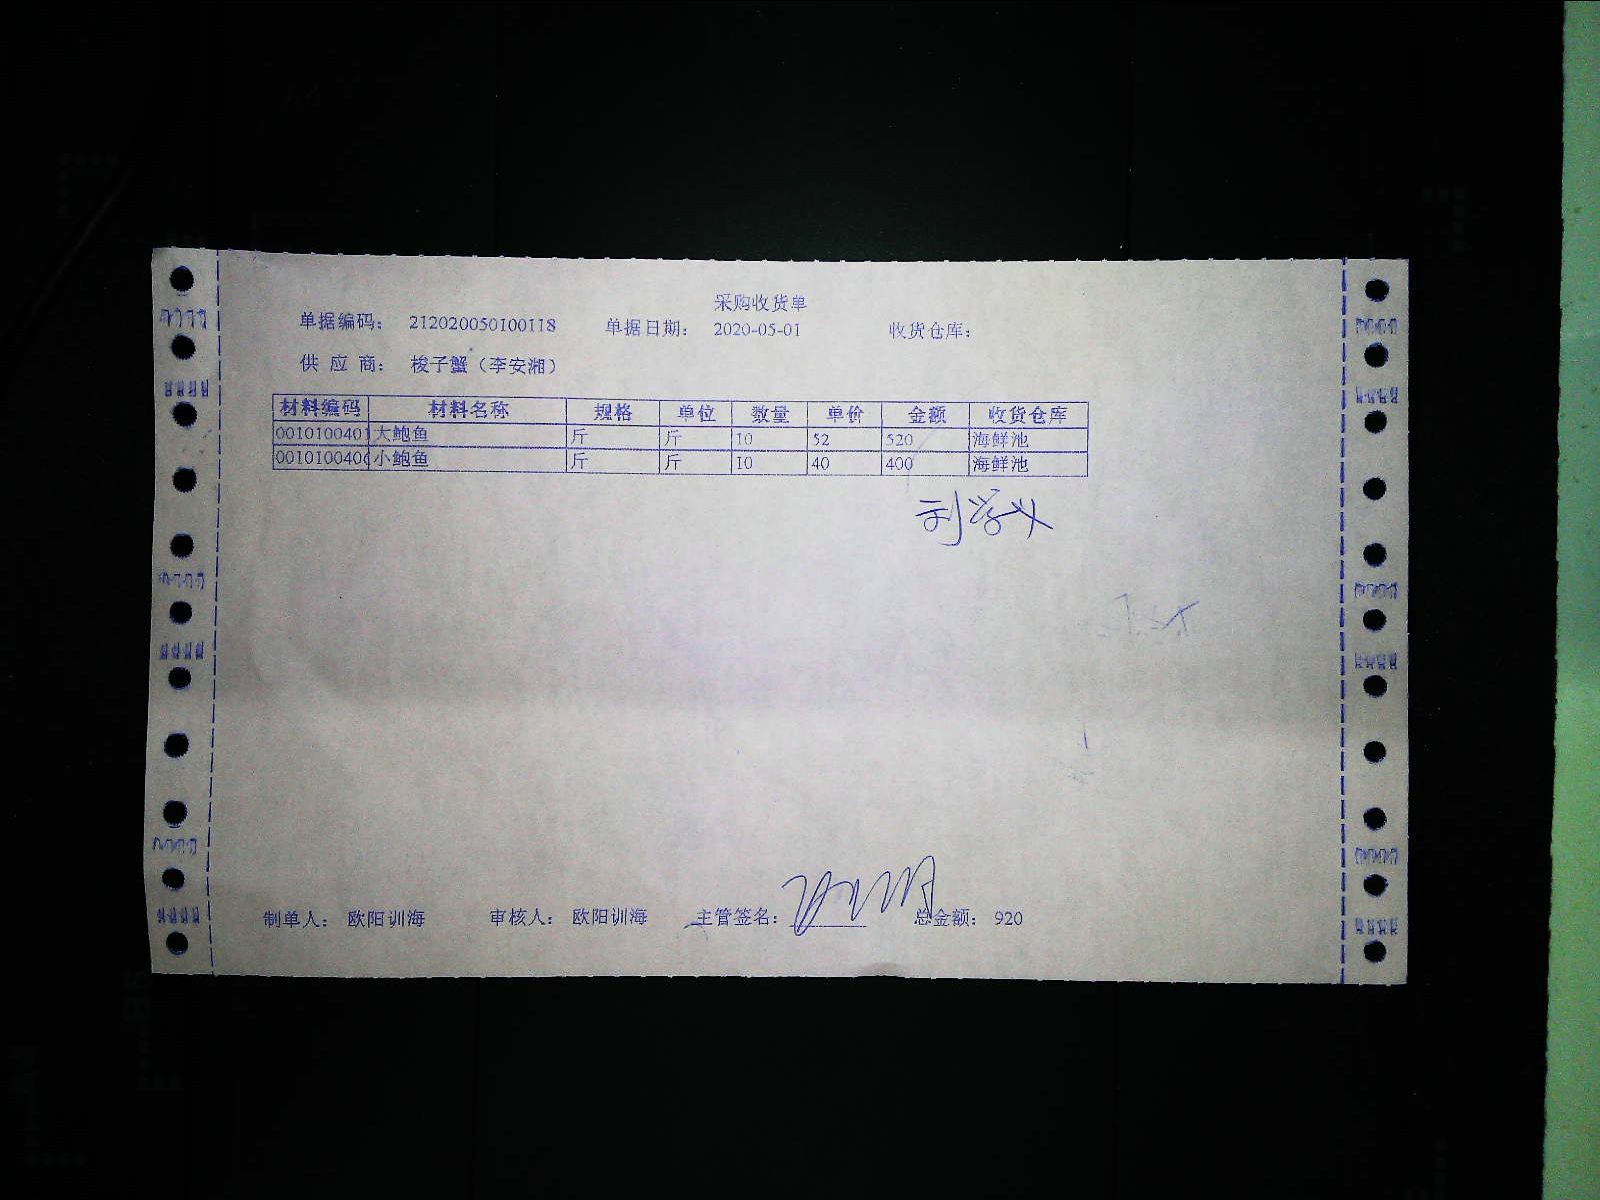 采购收货单
单据编码： 212020050100118 单据日期： 2020-05-01 收货仓库：
供 应 商： 梭子蟹（李安湘）
材料编码 材料名称 规格 单位 数量 单价 金额 收货仓库
0010100401 大鲍鱼 斤 斤 10 52 520 海鲜池
001010040 小鲍鱼 斤 斤 10 40 400 海鲜池
刘学义
制单人： 欧阳训海 审核人： 欧阳训海 主管签名： 总金额： 920